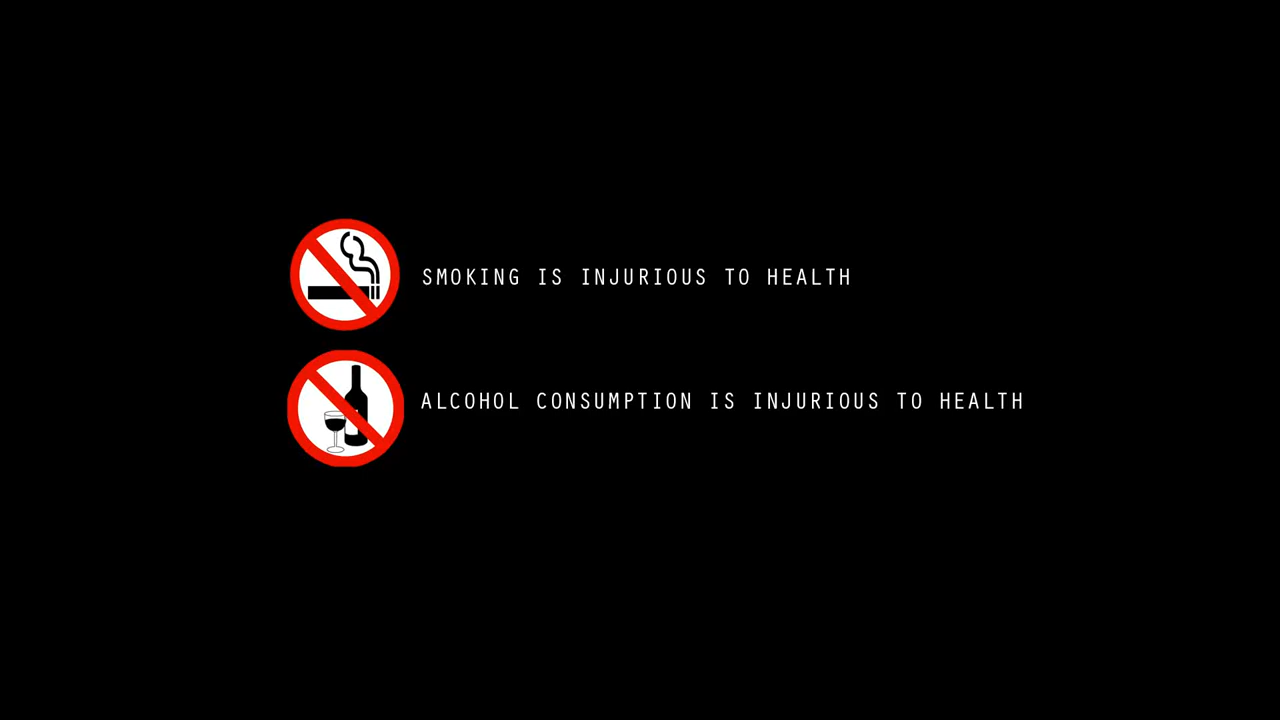 SMOKING IS INJURIOUS TO HEALTH
ALCOHOL CONSUMPTION IS INJURIOUS TO HEALTH